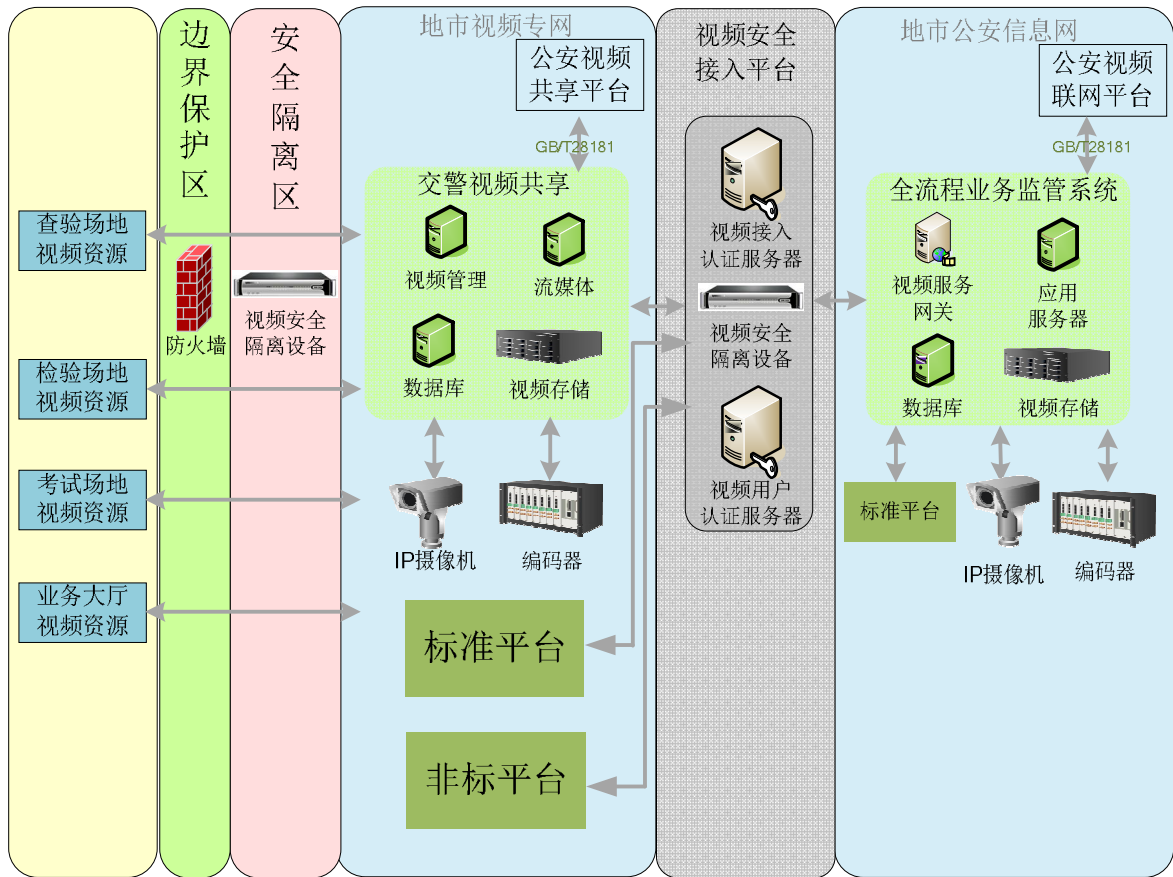 边界保护区
安全隔离区
地市视频专网
视频安全
接入平台
地市公安信息网
查验场地
视频资源
检验场地
视频资源
考试场地
视频资源
业务大厅
视频资源
防火墙
视频安全
隔离设备
公安视频
共享平台
GB/T28181
交警视频共享
视频管理
流媒体
数据库
视频存储
IP摄像机
编码器
标准平台
非标平台
视频接入
认证服务器
视频安全
隔离设备
视频用户
认证服务器
公安视频
联网平台
GB/T28181
全流程业务监管系统
视频服务
网关
应用
服务器
数据库
视频存储
标准平台
IP摄像机
编码器